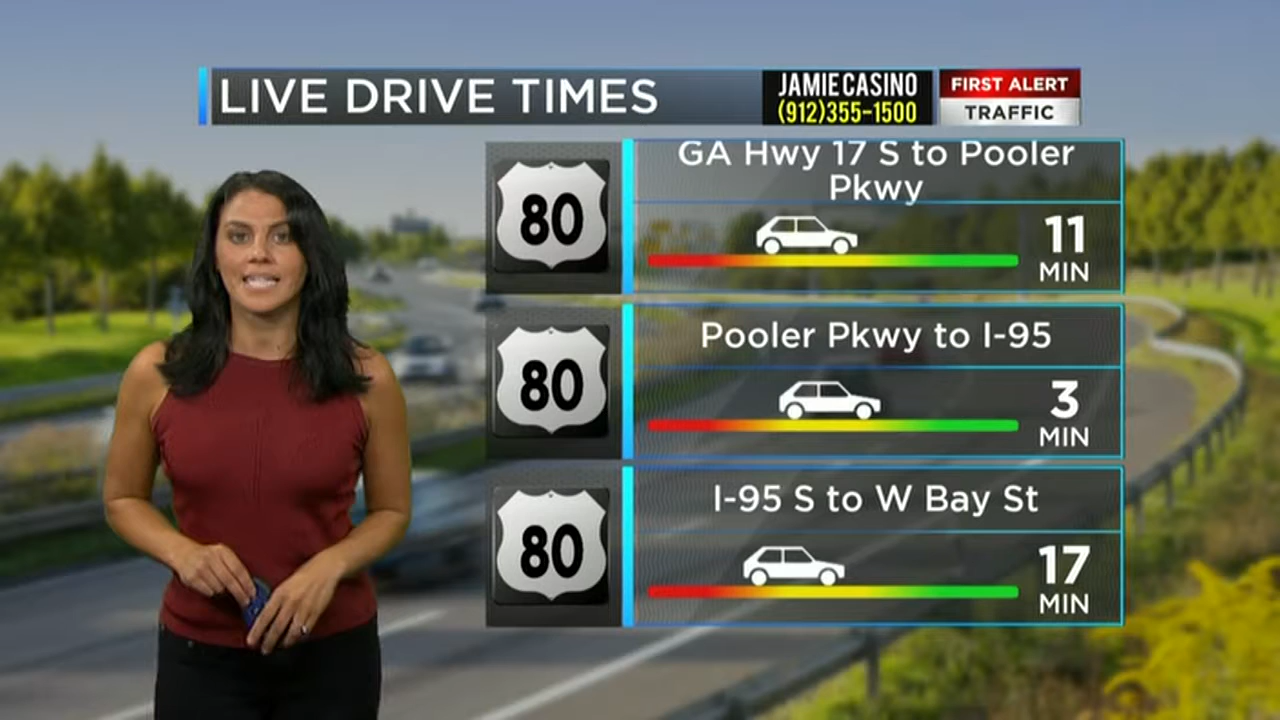 LIVE DRIVE TIMES
JAMIE CASINO
(912)355-1500
FIRST ALERT
TRAFFIC
80
GA Hwy 17 S to Pooler
Pkwy
11
MIN
80
Pooler Pkwy to I-95
3
MIN
80
I-95 S to W Bay St
17
MIN